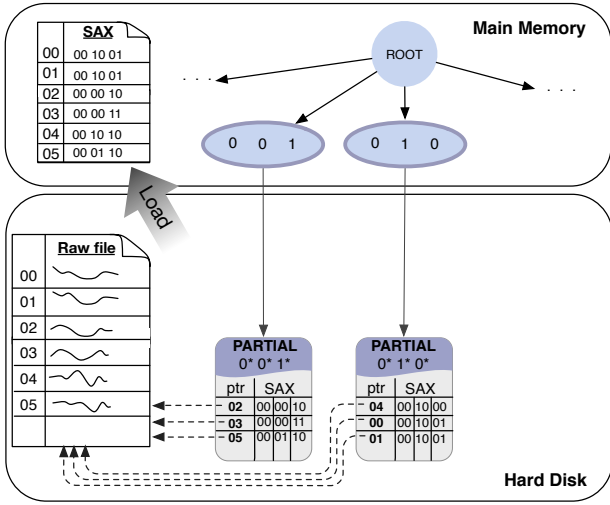 Main Memory
SAX
00 00 10 01
01 00 10 01
02 00 00 10
03 00 00 11
04 00 10 10
05 00 01 10
. . .
ROOT
. . .
0 0 1
0 1 0
Load
Raw file
00
01
02
03
04
05
PARTIAL
0* 0* 1*
ptr SAX
02 00 00 10
03 00 00 11
05 00 01 10
PARTIAL
0* 1* 0*
ptr SAX
04 00 10 00
00 00 10 01
01 00 10 01
Hard Disk